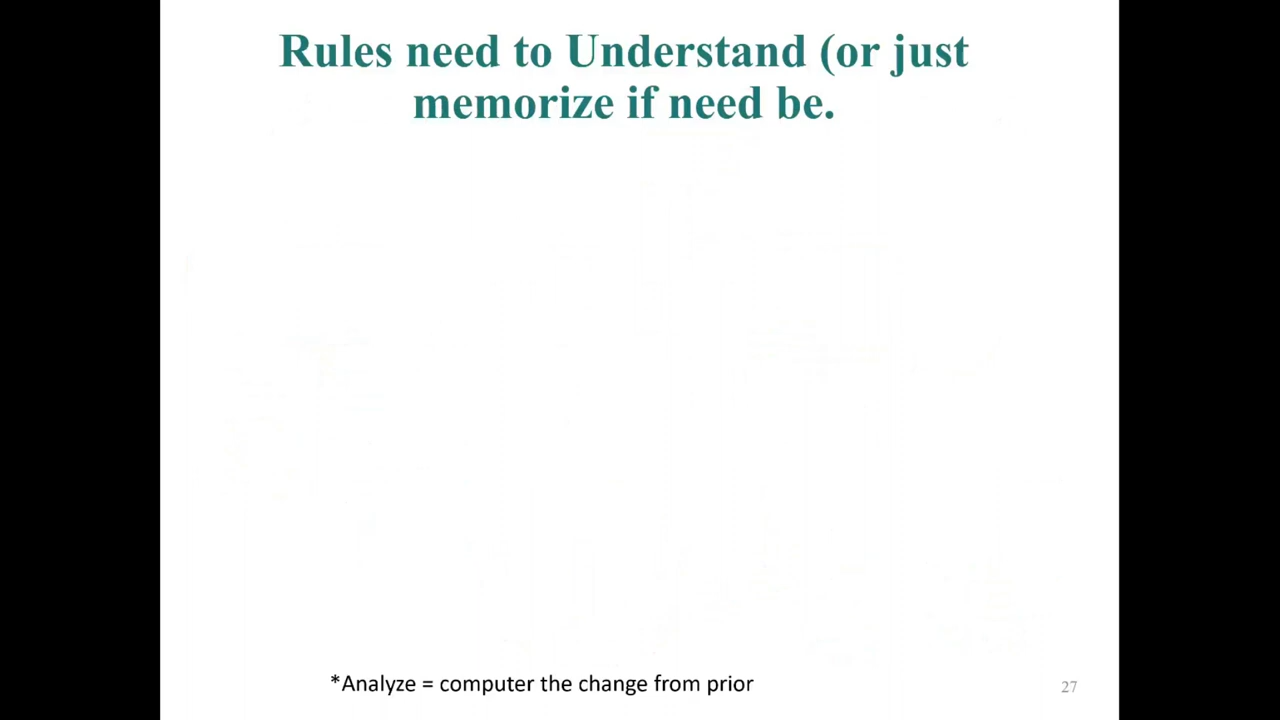 Rules need to Understand (or just
memorize if need be.
*Analyze = computer the change from prior
27